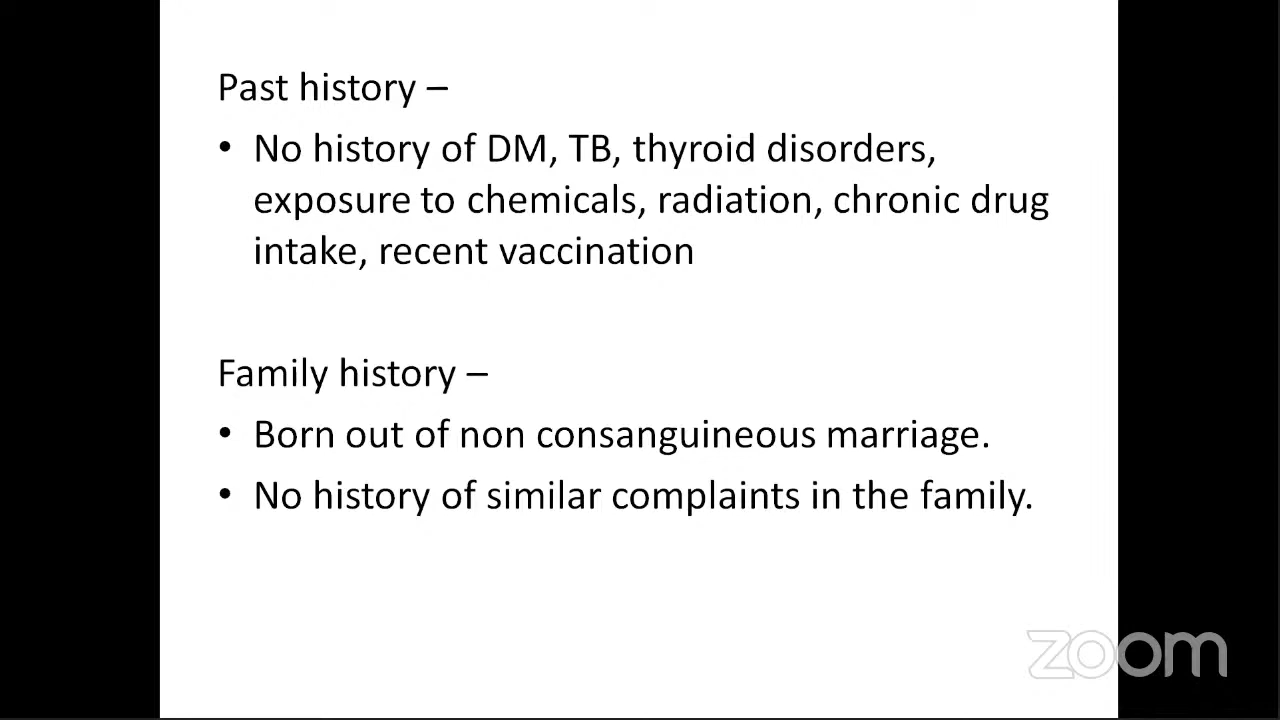 Past history –
• No history of DM, TB, thyroid disorders,
exposure to chemicals, radiation, chronic drug
intake, recent vaccination
Family history –
• Born out of non consanguineous marriage.
• No history of similar complaints in the family.
zoom